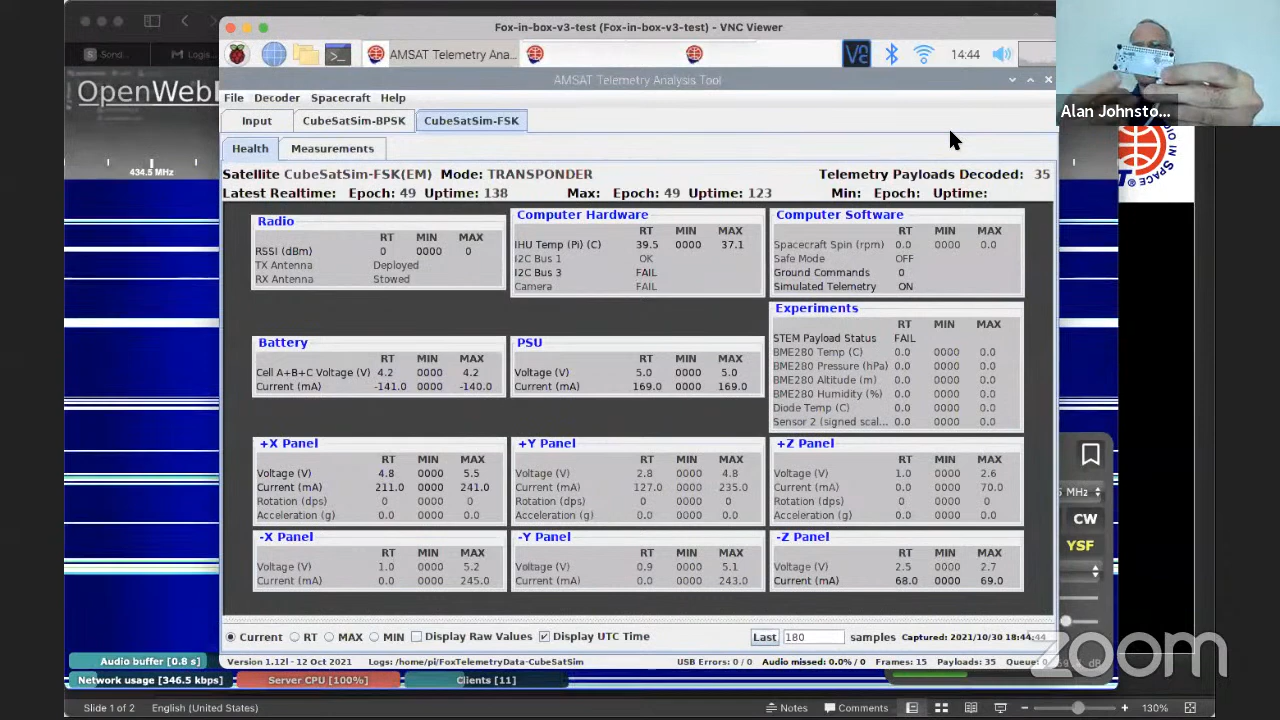 Fox-in-box-v3-test (Fox-in-box-v3-test) - VNC Viewer
Send
OpenWeb
434.5 MHz
AMSAT Telemetry Ana...
14:44
Alan Johnsto...
AMSAT Telemetry Analysis Tool
File Decoder Spacecraft Help
Input CubeSatSim-BPSK CubeSatSim-FSK
Health Measurements
Satellite CubeSatSim-FSK(EM) Mode: TRANSPONDER Telemetry Payloads Decoded: 35
Latest Realtime: Epoch: 49 Uptime: 138 Max: Epoch: 49 Uptime: 123 Min: Epoch: Uptime:
Radio
RT MIN MAX
RSSI (dBm) 0 0000 0
TX Antenna Deployed
RX Antenna Stowed
Computer Hardware
RT MIN MAX
IHU Temp (Pi) (C) 39.5 0000 37.1
I2C Bus 1 OK
I2C Bus 3 FAIL
Camera FAIL
Computer Software
RT MIN MAX
Spacecraft Spin (rpm) 0.0 0000 0.0
Safe Mode OFF
Ground Commands 0
Simulated Telemetry ON
Experiments
RT MIN MAX
STEM Payload Status FAIL
BME280 Temp (C) 0.0 0000 0.0
BME280 Pressure (hPa) 0.0 0000 0.0
BME280 Altitude (m) 0.0 0000 0.0
BME280 Humidity (%) 0.0 0000 0.0
Diode Temp (C) 0.0 0000 0.0
Sensor 2 (signed scal... 0.0 0000 0.0
Battery
RT MIN MAX
Cell A+B+C Voltage (V) 4.2 0000 4.2
Current (mA) -141.0 0000 -140.0
PSU
RT MIN MAX
Voltage (V) 5.0 0000 5.0
Current (mA) 169.0 0000 169.0
+X Panel
RT MIN MAX
Voltage (V) 4.8 0000 5.5
Current (mA) 211.0 0000 241.0
Rotation (dps) 0 0000 0
Acceleration (g) 0.0 0000 0.0
+Y Panel
RT MIN MAX
Voltage (V) 2.8 0000 4.8
Current (mA) 127.0 0000 235.0
Rotation (dps) 0 0000 0
Acceleration (g) 0.0 0000 0.0
+Z Panel
RT MIN MAX
Voltage (V) 1.0 0000 2.6
Current (mA) 0.0 0000 70.0
Rotation (dps) 0 0000 0
Acceleration (g) 0.0 0000 0.0
-X Panel
RT MIN MAX
Voltage (V) 1.0 0000 5.2
Current (mA) 0.0 0000 245.0
-Y Panel
RT MIN MAX
Voltage (V) 0.9 0000 5.1
Current (mA) 0.0 0000 243.0
-Z Panel
RT MIN MAX
Voltage (V) 2.5 0000 2.7
Current (mA) 68.0 0000 69.0
MHz
CW
YSF
Current RT MAX MIN Display Raw Values Display UTC Time Last 180 samples Captured: 2021/10/30 18:44:44
Version 1.12l - 12 Oct 2021 Logs: /home/pi/FoxTelemetryData-CubeSatSim USB Errors: 0 / 0 Audio missed: 0.0% / 0 Frames: 15 Payloads: 35 Queue:
zoom
Audio buffer [0.8 s]
Network usage [346.5 kbps] Server CPU [100%] Clients [11]
Slide 1 of 2 English (United States) Notes Comments 130%